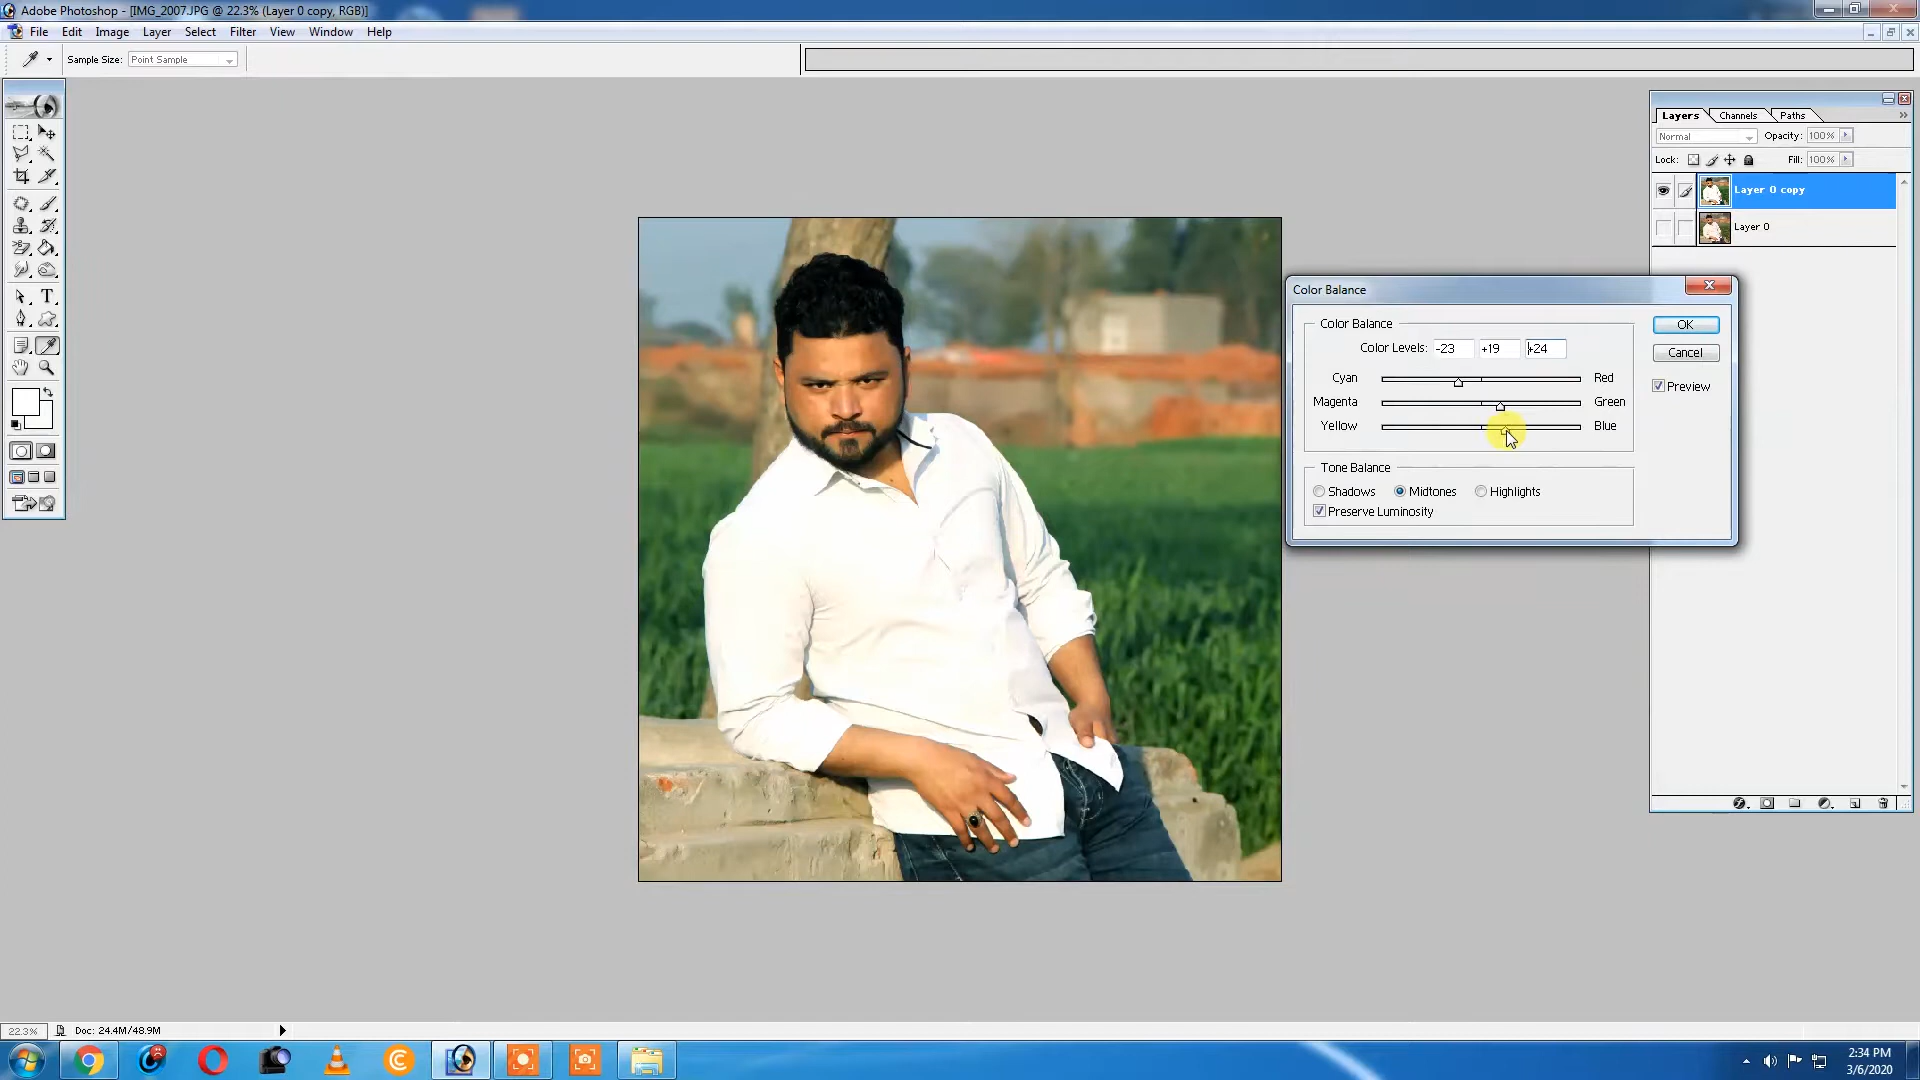 Adobe Photoshop - [IMG_2007.JPG @ 22.3% (Layer 0 copy, RGB)]
File Edit Image Layer Select Filter View Window Help
Sample Size: Point Sample
Layers Channels Paths
Normal Opacity: 100%
Lock: Fill: 100%
Layer 0 copy
Layer 0
Color Balance
Color Balance
OK
Color Levels: -23 +19 +24
Cancel
Cyan Red
Preview
Magenta Green
Yellow Blue
Tone Balance
Shadows Midtones Highlights
Preserve Luminosity
22.3% Doc: 24.4M/48.9M
2:34 PM
3/6/2020